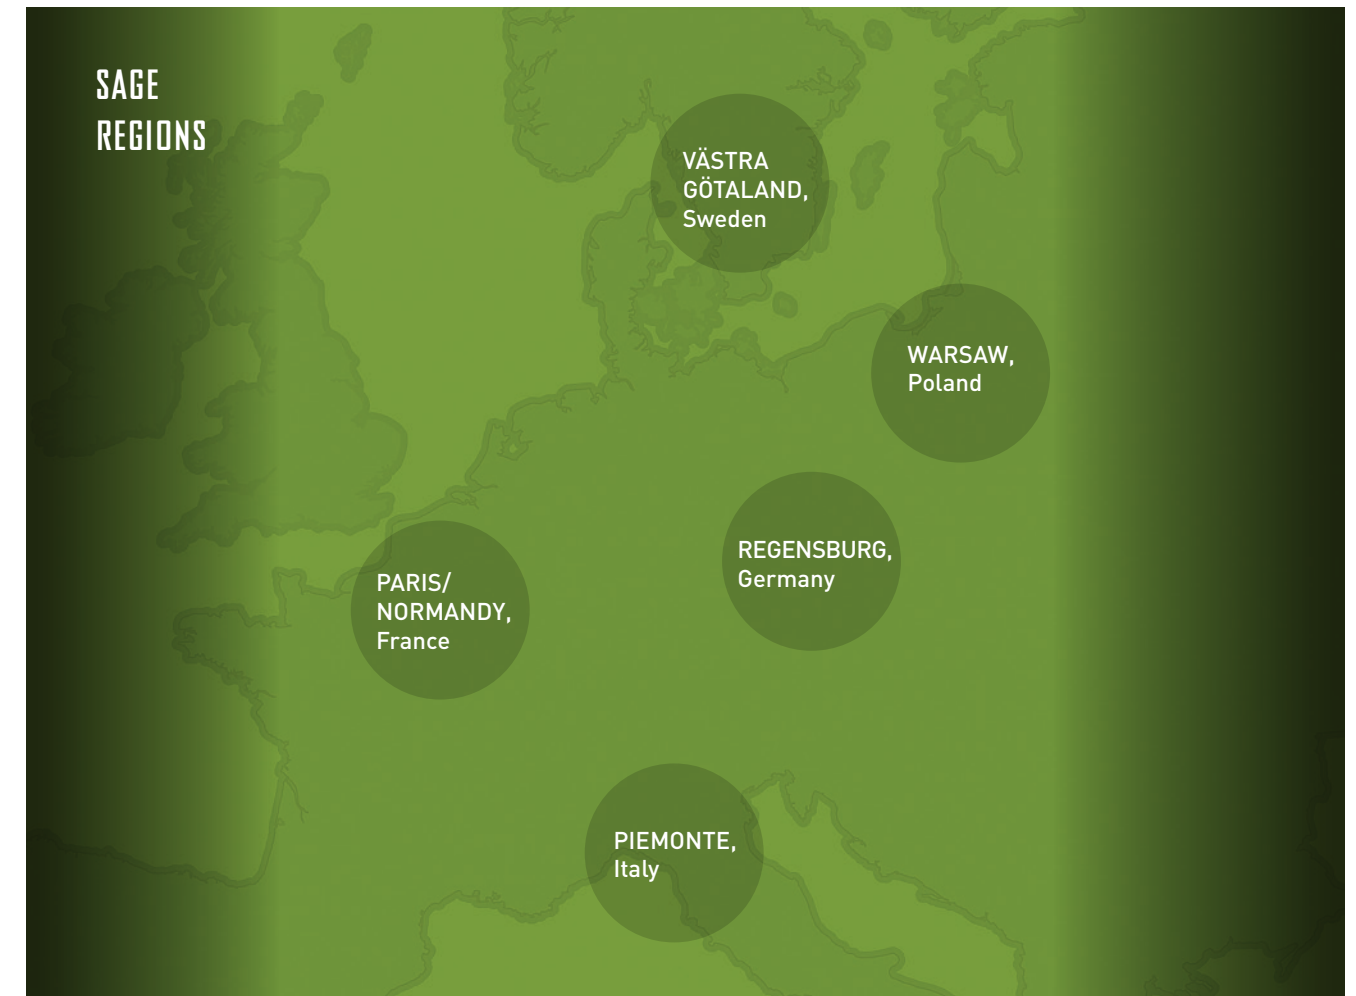 SAGE
REGIONS
VÄSTRA
GÖTALAND,
Sweden
WARSAW,
Poland
REGENSBURG,
Germany
PARIS/
NORMANDY,
France
PIEMONTE,
Italy